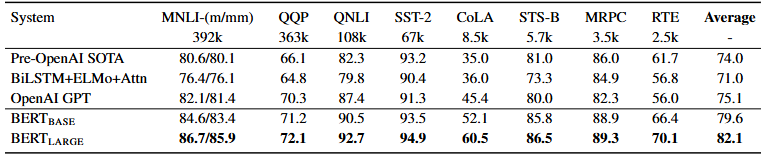 System MNLI-(m/mm) QQP QNLI SST-2 CoLA STS-B MRPC RTE Average
392k 363k 108k 67k 8.5k 5.7k 3.5k 2.5k -
Pre-OpenAI SOTA 80.6/80.1 66.1 82.3 93.2 35.0 81.0 86.0 61.7 74.0
BiLSTM+ELMo+Attn 76.4/76.1 64.8 79.8 90.4 36.0 73.3 84.9 56.8 71.0
OpenAI GPT 82.1/81.4 70.3 87.4 91.3 45.4 80.0 82.3 56.0 75.1
BERTBASE 84.6/83.4 71.2 90.5 93.5 52.1 85.8 88.9 66.4 79.6
BERTLARGE 86.7/85.9 72.1 92.7 94.9 60.5 86.5 89.3 70.1 82.1